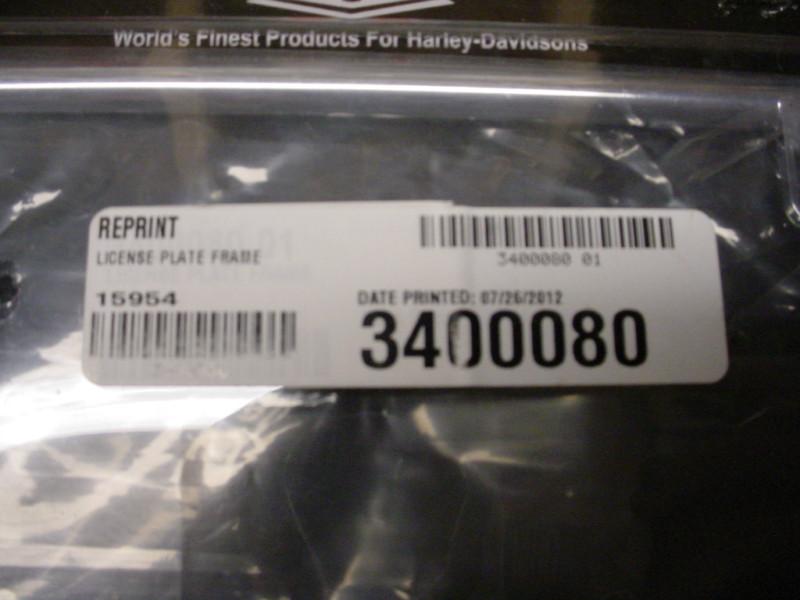 World's Finest Products For Harley-Davidsons
REPRINT
LICENSE PLATE FRAME
3400080 01
15954
DATE PRINTED: 07/26/2012
3400080